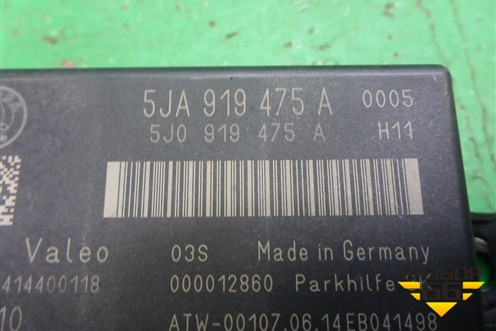 5JA 919 475 A 0005
5J0 919 475 A H11
Valeo 03S Made in Germany
414400118 000012860 Parkhilfe
10 ATW-00107.06.14EB041498